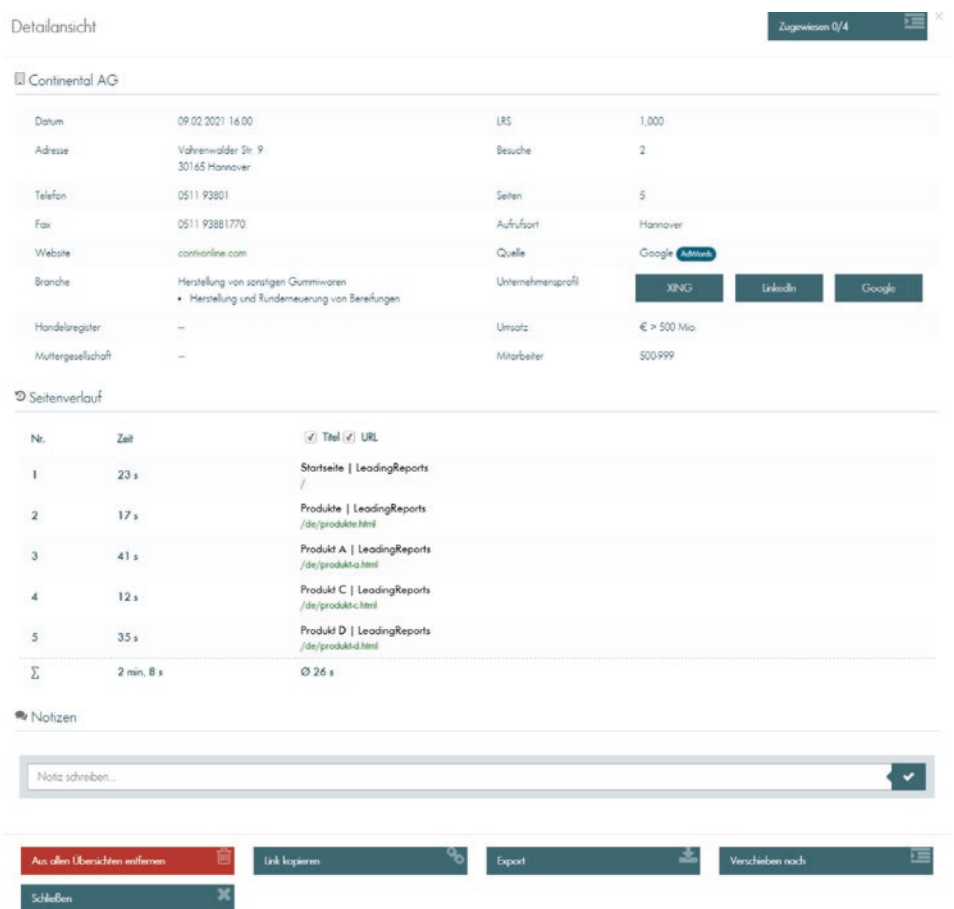 Detailansicht
Zugewiesen 0/4
Continental AG
Datum 09.02.2021 16:00 LRS 1,000
Adresse Vahrenwalder Str. 9 Besuche 2
30165 Hannover
Telefon 0511 93801 Seiten 5
Fax 0511 93881770 Aufrufsort Hannover
Website conti-online.com Quelle Google AdWords
Branche Herstellung von sonstigen Gummiwaren Unternehmensprofil XING LinkedIn Google
• Herstellung und Runderneuerung von Bereifungen
Handelsregister – Umsatz € > 500 Mio.
Muttergesellschaft – Mitarbeiter 500-999
Seitenverlauf
Nr. Zeit Titel URL
1 23 s Startseite | LeadingReports
/
2 17 s Produkte | LeadingReports
/de/produkte.html
3 41 s Produkt A | LeadingReports
/de/produkt-a.html
4 12 s Produkt C | LeadingReports
/de/produkt-c.html
5 35 s Produkt D | LeadingReports
/de/produkt-d.html
∑ 2 min, 8 s Ø 26 s
Notizen
Notiz schreiben...
Aus allen Übersichten entfernen Link kopieren Export Verschieben nach
Schließen